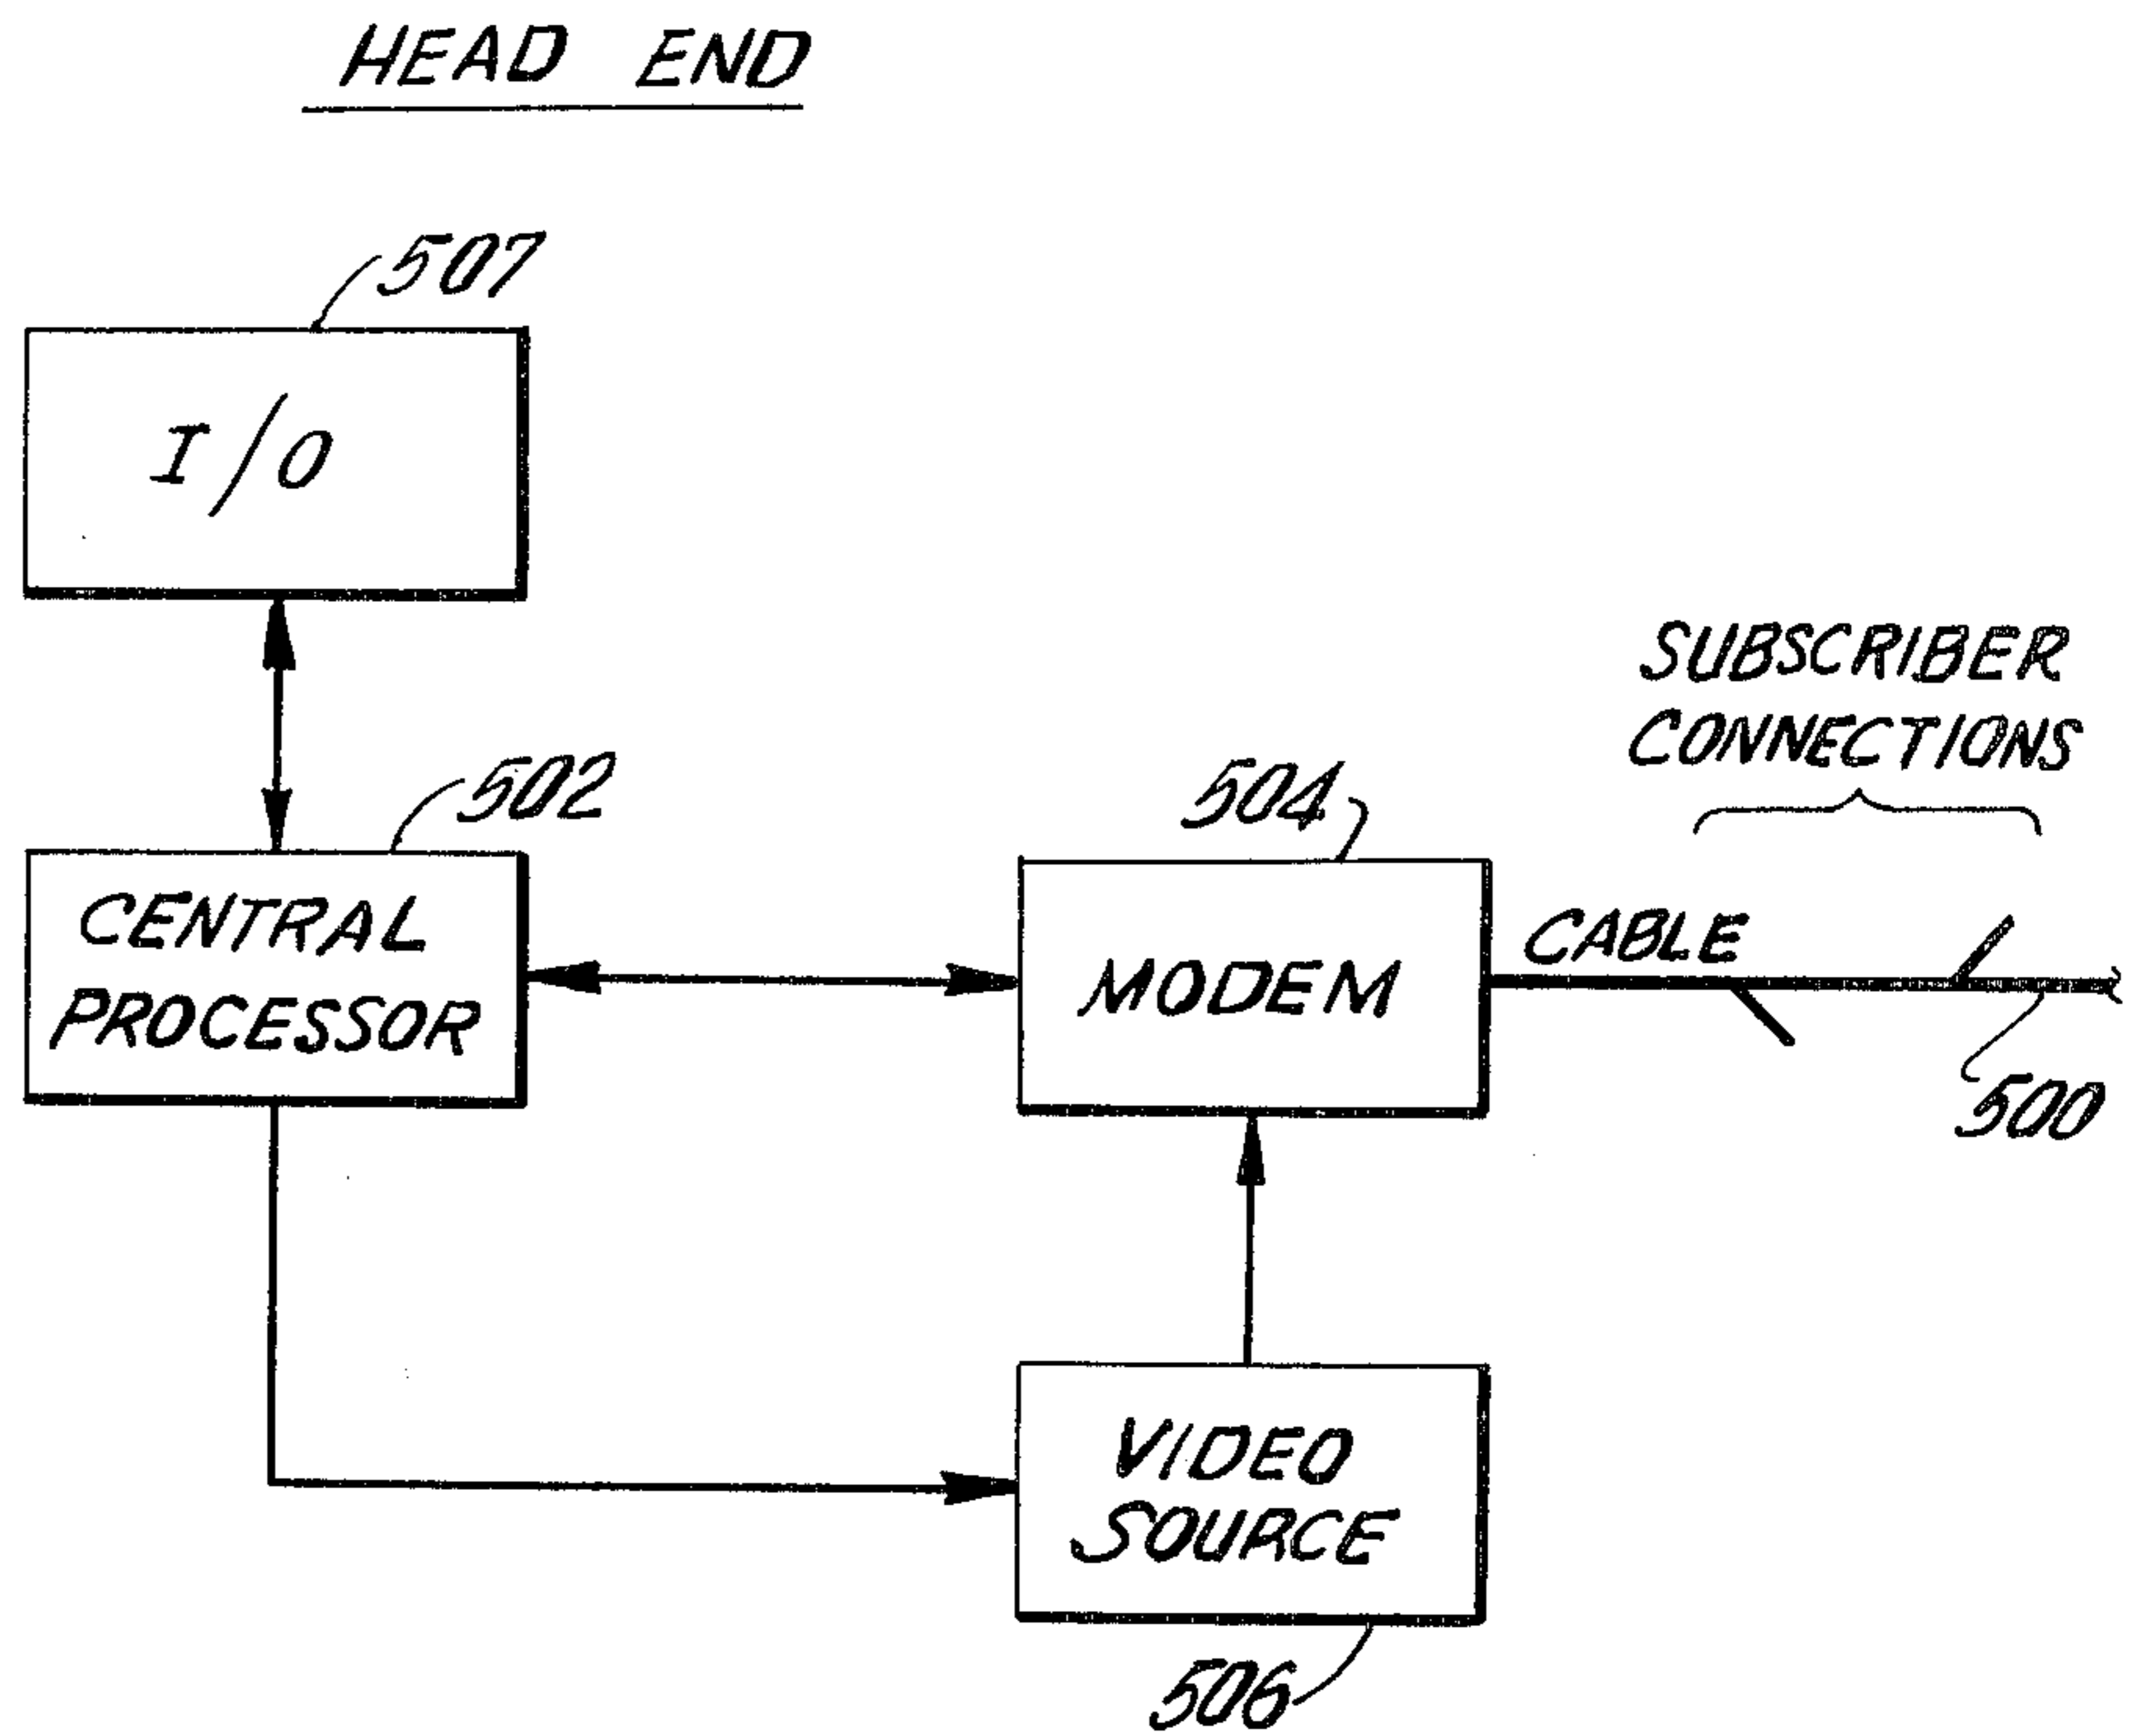 HEAD END
507
I/O
502
CENTRAL
PROCESSOR
504
MODEM
SUBSCRIBER
CONNECTIONS
CABLE
500
VIDEO
SOURCE
506